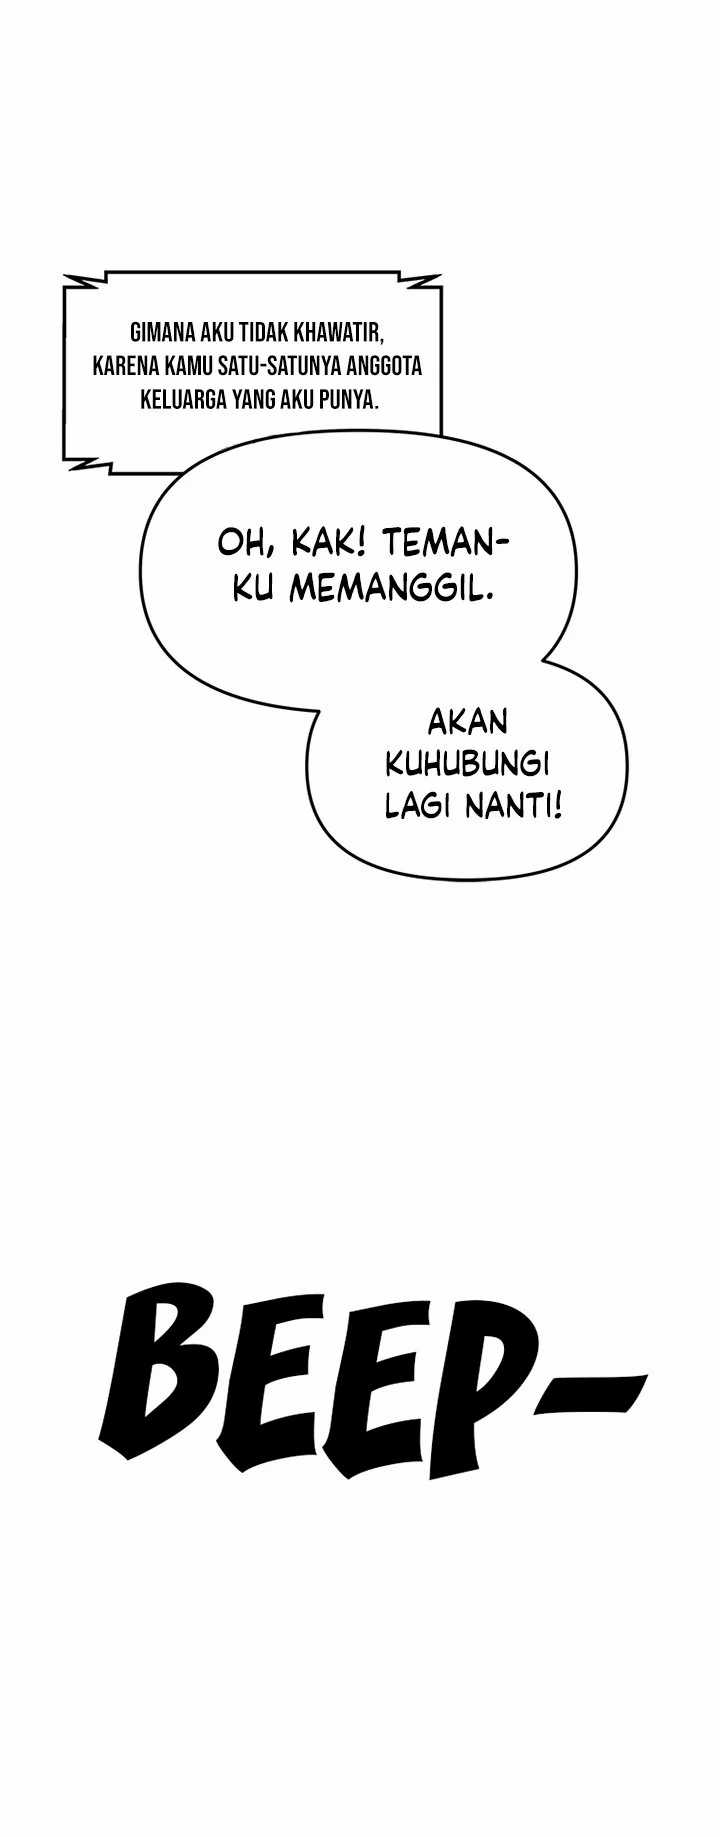 GIMANA AKU TIDAK KHAWATIR,
KARENA KAMU SATU-SATUNYA ANGGOTA
KELUARGA YANG AKU PUNYA.
OH, KAK! TEMAN-
KU MEMANGGIL.
AKAN
KUHUBUNGI
LAGI NANTI!
BEEP-